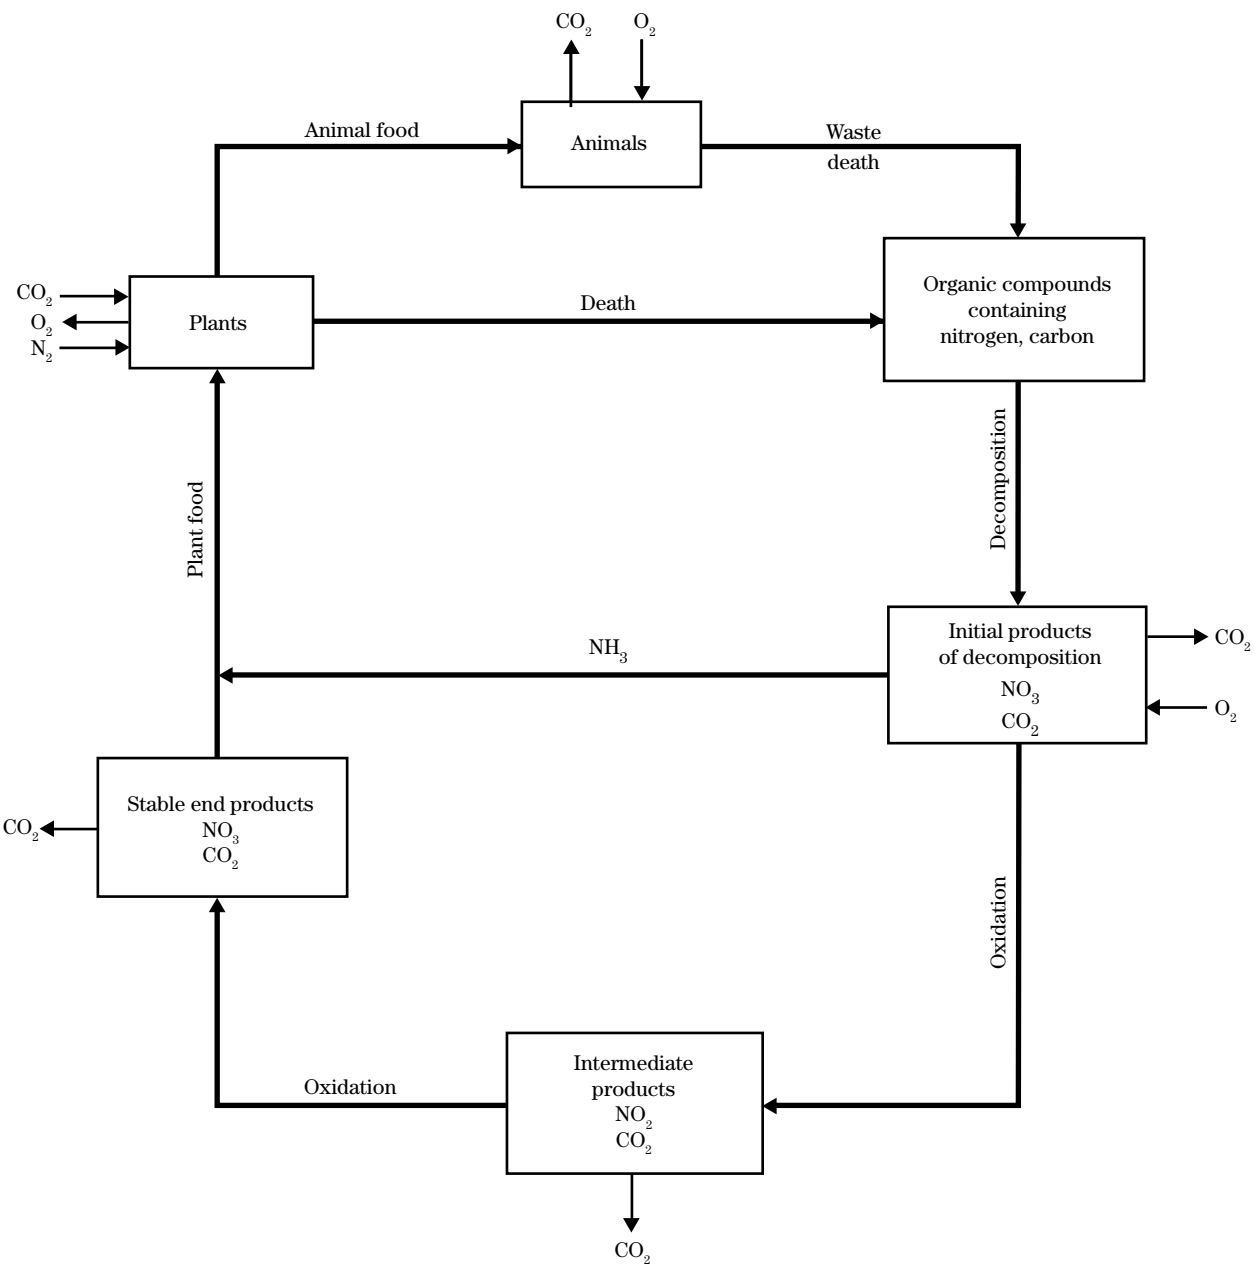 CO₂
O₂
Animal food
Animals
Waste
death
CO₂
O₂
N₂
Plants
Death
Organic compounds
containing
nitrogen, carbon
Decomposition
Plant food
Initial products
of decomposition
NO₃
CO₂
CO₂
O₂
NH₃
Stable end products
NO₃
CO₂
CO₂
Oxidation
Intermediate
products
NO₂
CO₂
Oxidation
CO₂